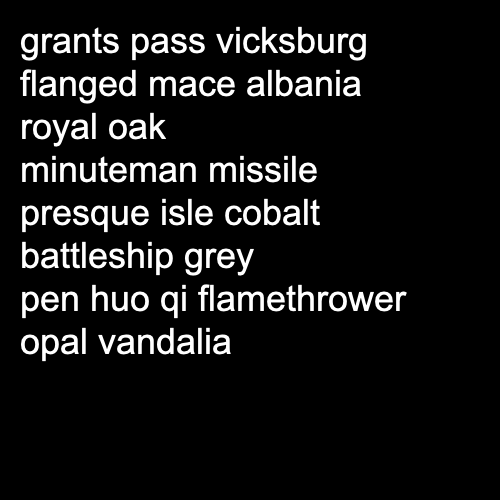 grants pass vicksburg
flanged mace albania
royal oak
minuteman missile
presque isle cobalt
battleship grey
pen huo qi flamethrower
opal vandalia